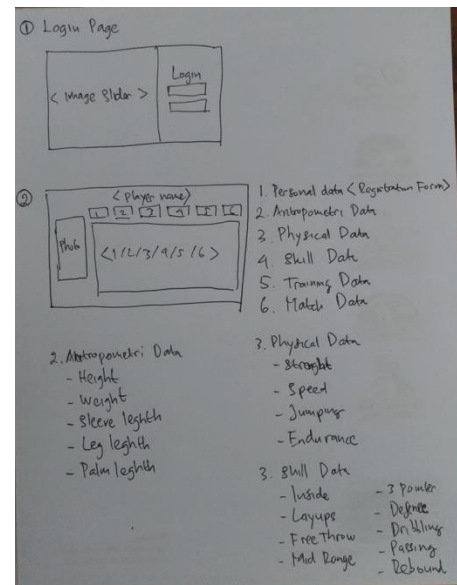 ① Login Page
< Image Slider >
Login
②
< Player name >
1 2 3 4 5 6
Photo
< 1/2/3/4/5/6 >
1. Personal data < Registration Form >
2. Antropometri Data
3. Physical Data
4. Skill Data
5. Training Data
6. Match Data
2. Antropometri Data
- Height
- Weight
- Sleeve leghth
- Leg leghth
- Palm leghth
3. Physical Data
- Speed
- Jumping
- Endurance
3. Skill Data
- Inside
- Layups
- Free Throw
- Mid Range
- 3 Pointer
- Defence
- Dribbling
- Passing
- Rebound